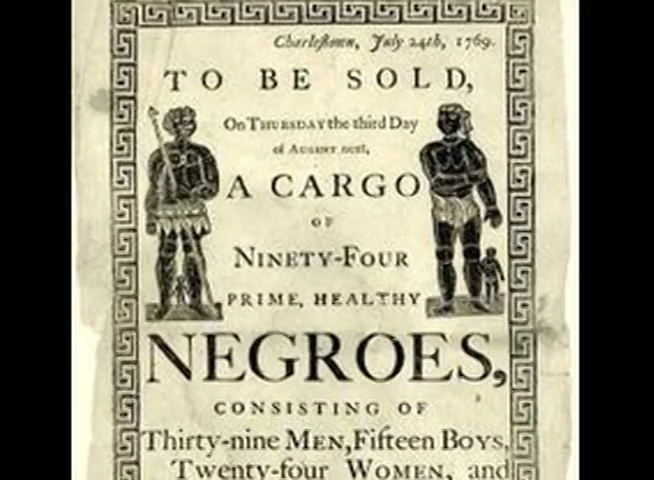 Charlestown, July 24th, 1769.
TO BE SOLD,
On THURSDAY the third Day
of AUGUST next,
A CARGO
OF
NINETY-FOUR
PRIME, HEALTHY
NEGROES,
CONSISTING OF
Thirty-nine MEN, Fifteen BOYS,
Twenty-four WOMEN, and